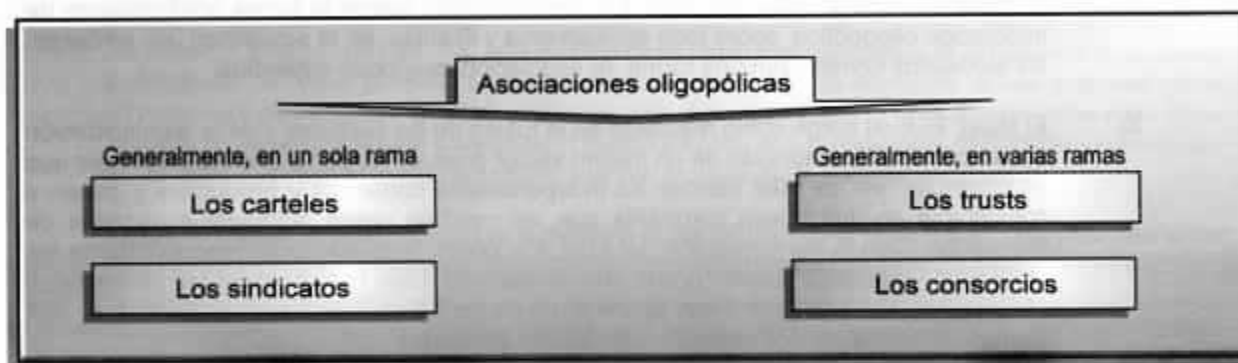 Asociaciones oligopólicas
Generalmente, en un sola rama
Los carteles
Los sindicatos
Generalmente, en varias ramas
Los trusts
Los consorcios